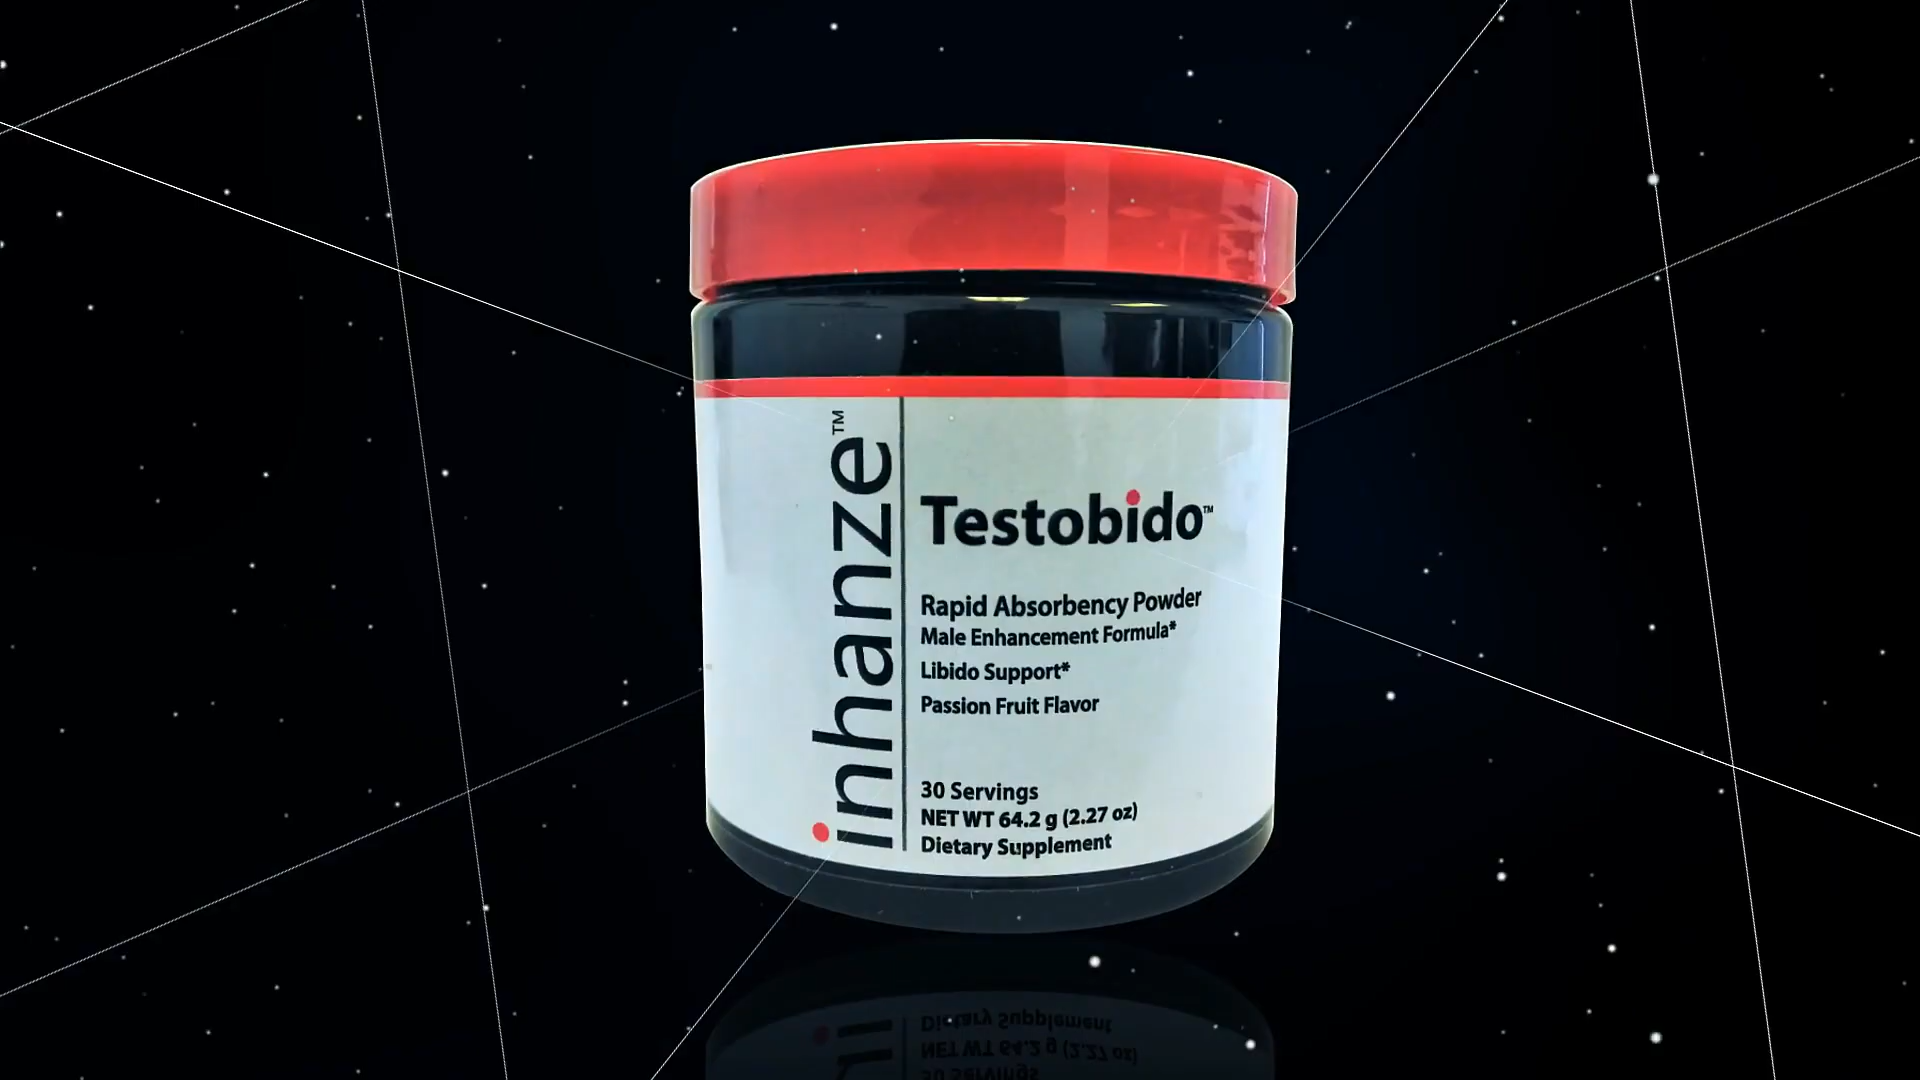 inhanze™
Testobido™
Rapid Absorbency Powder
Male Enhancement Formula*
Libido Support*
Passion Fruit Flavor
30 Servings
NET WT 64.2 g (2.27 oz)
Dietary Supplement